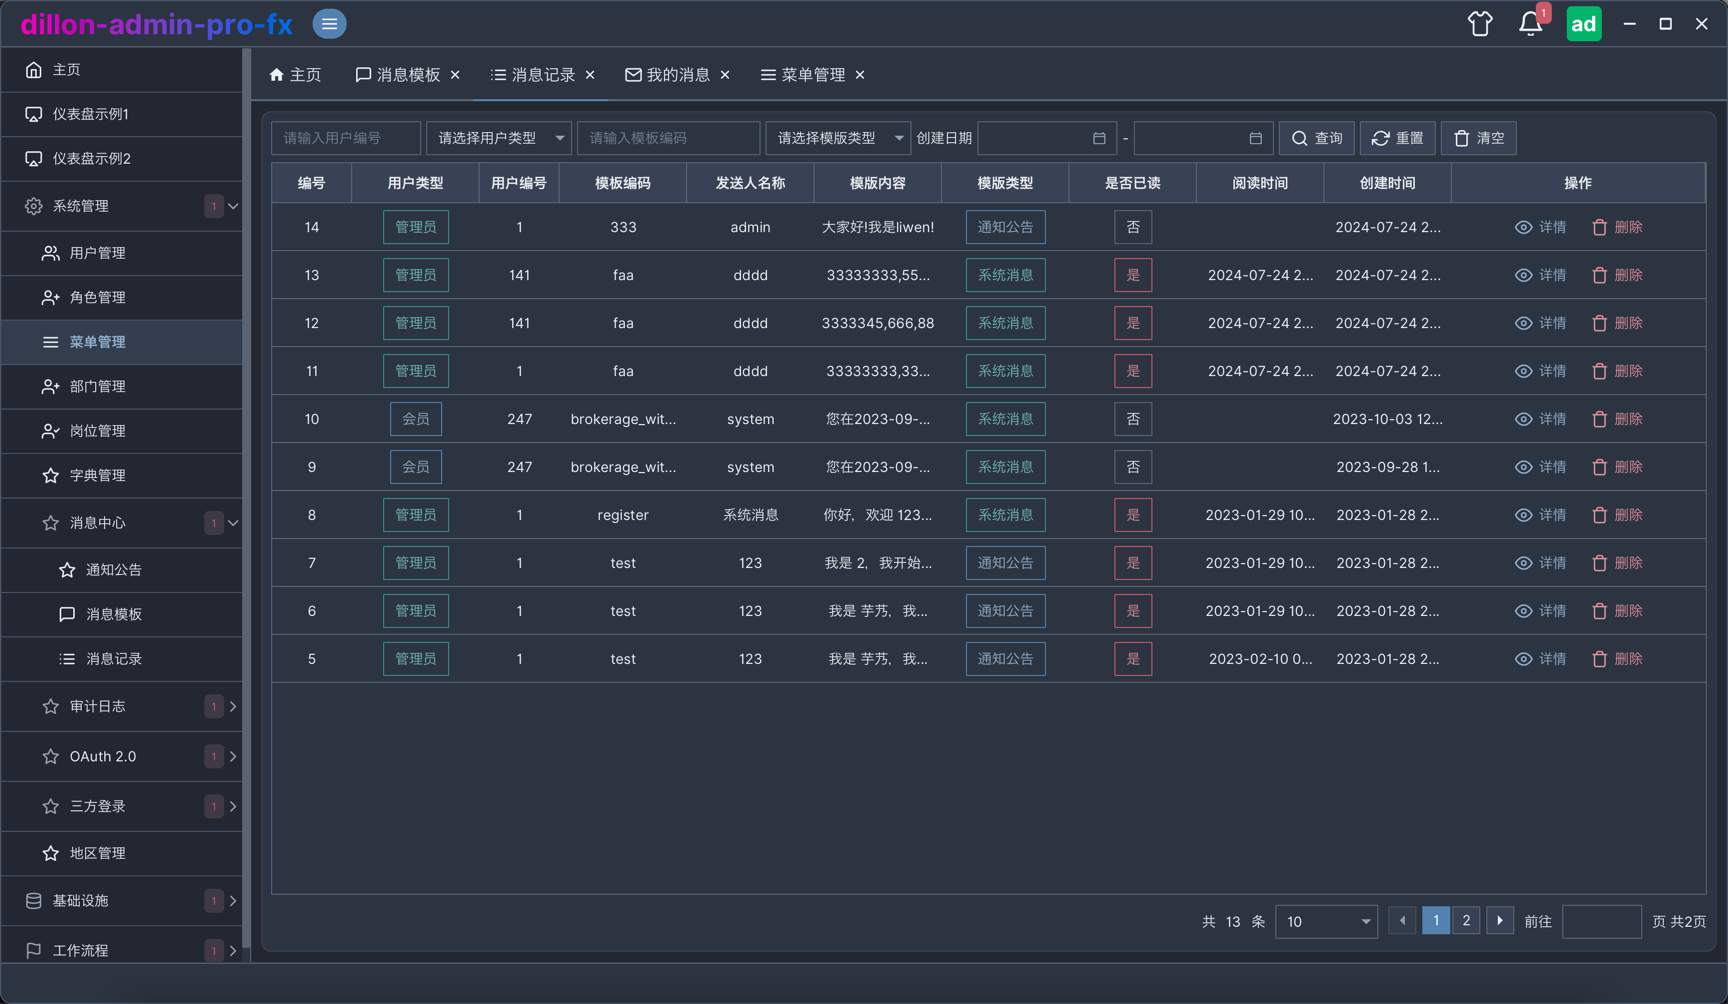 dillon-admin-pro-fx
1
ad
主页
仪表盘示例1
仪表盘示例2
系统管理 1
用户管理
角色管理
菜单管理
部门管理
岗位管理
字典管理
消息中心 1
通知公告
消息模板
消息记录
审计日志 1
OAuth 2.0 1
三方登录 1
地区管理
基础设施 1
工作流程 1
主页 消息模板 消息记录 我的消息 菜单管理
请输入用户编号 请选择用户类型 请输入模板编码 请选择模版类型 创建日期 - 查询 重置 清空
编号 用户类型 用户编号 模板编码 发送人名称 模版内容 模版类型 是否已读 阅读时间 创建时间 操作
14 管理员 1 333 admin 大家好!我是liwen! 通知公告 否 2024-07-24 2... 详情 删除
13 管理员 141 faa dddd 33333333,55... 系统消息 是 2024-07-24 2... 2024-07-24 2... 详情 删除
12 管理员 141 faa dddd 3333345,666,88 系统消息 是 2024-07-24 2... 2024-07-24 2... 详情 删除
11 管理员 1 faa dddd 33333333,33... 系统消息 是 2024-07-24 2... 2024-07-24 2... 详情 删除
10 会员 247 brokerage_wit... system 您在2023-09-... 系统消息 否 2023-10-03 12... 详情 删除
9 会员 247 brokerage_wit... system 您在2023-09-... 系统消息 否 2023-09-28 1... 详情 删除
8 管理员 1 register 系统消息 你好，欢迎 123... 系统消息 是 2023-01-29 10... 2023-01-28 2... 详情 删除
7 管理员 1 test 123 我是 2，我开始... 通知公告 是 2023-01-29 10... 2023-01-28 2... 详情 删除
6 管理员 1 test 123 我是 芋艿，我... 通知公告 是 2023-01-29 10... 2023-01-28 2... 详情 删除
5 管理员 1 test 123 我是 芋艿，我... 通知公告 是 2023-02-10 0... 2023-01-28 2... 详情 删除
共 13 条 10 1 2 前往 页 共2页